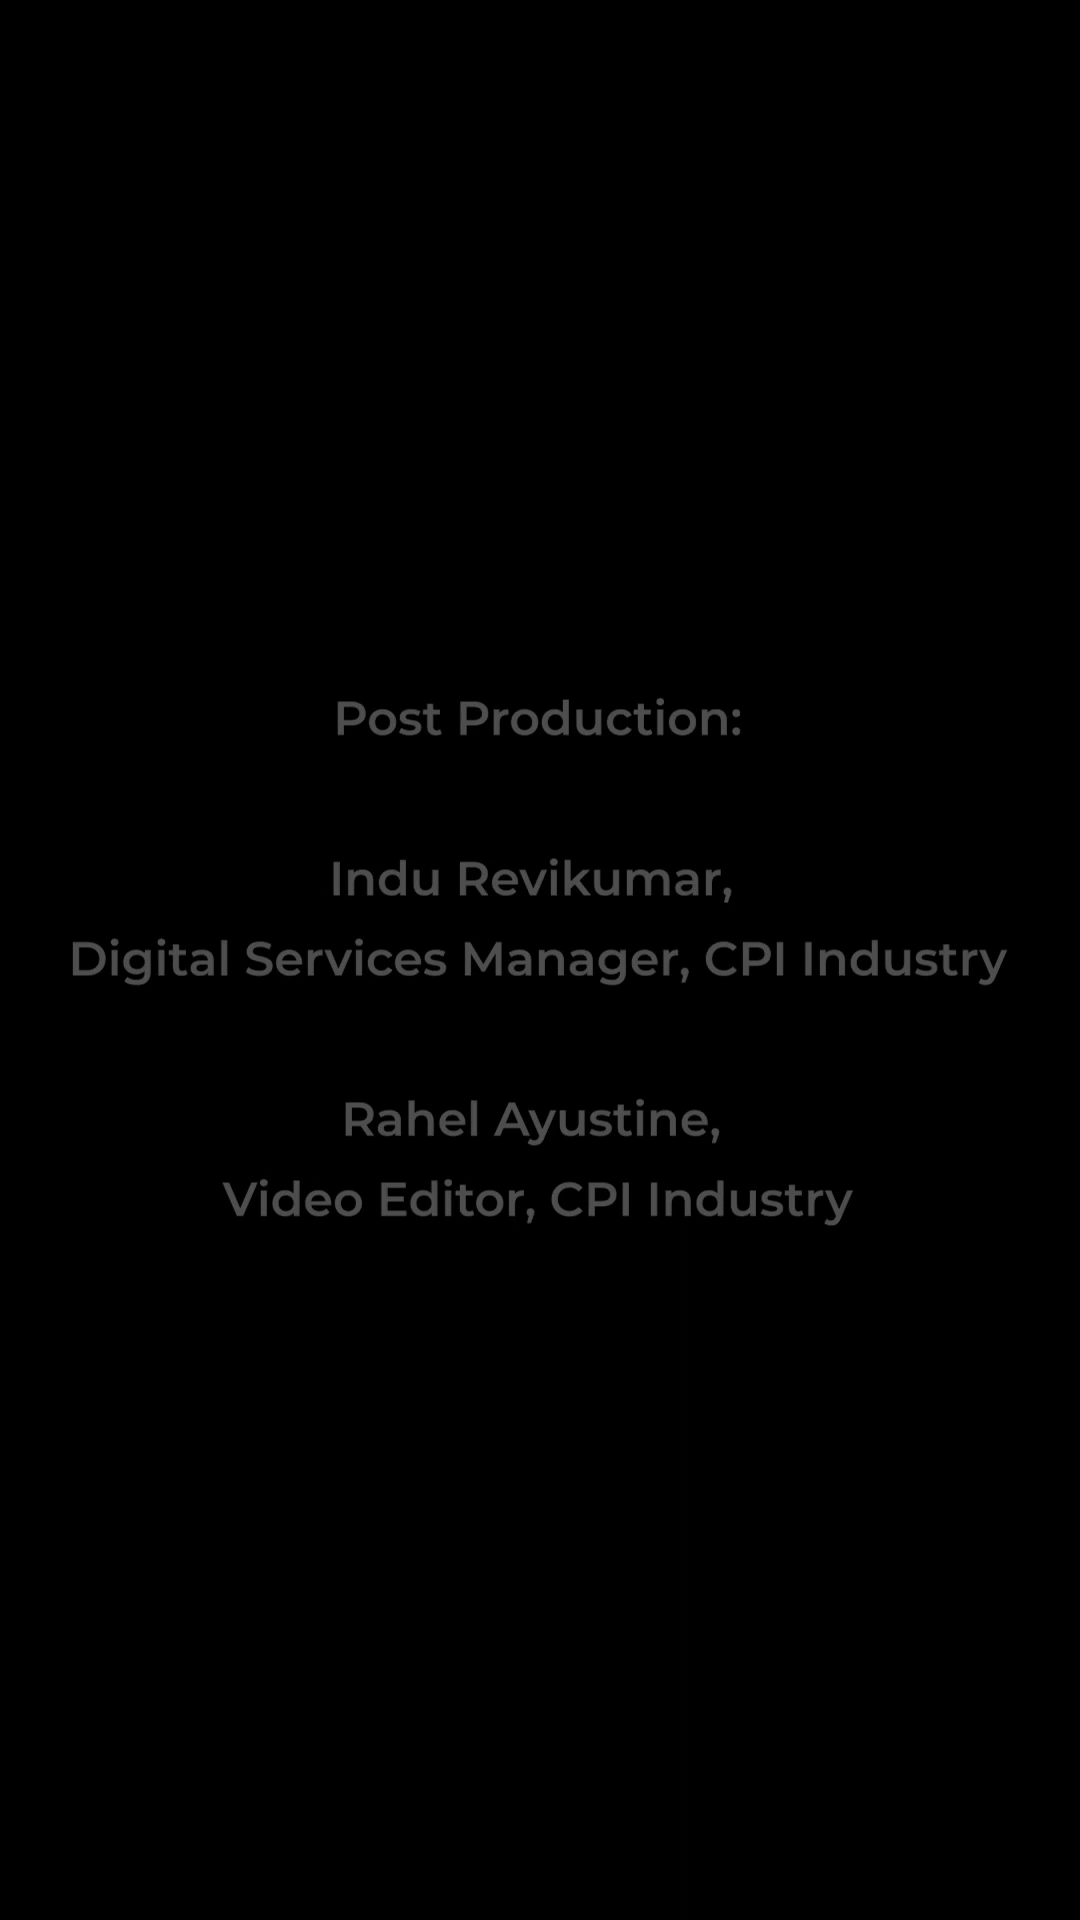 Post Production:
Indu Revikumar,
Digital Services Manager, CPI Industry
Rahel Ayustine,
Video Editor, CPI Industry